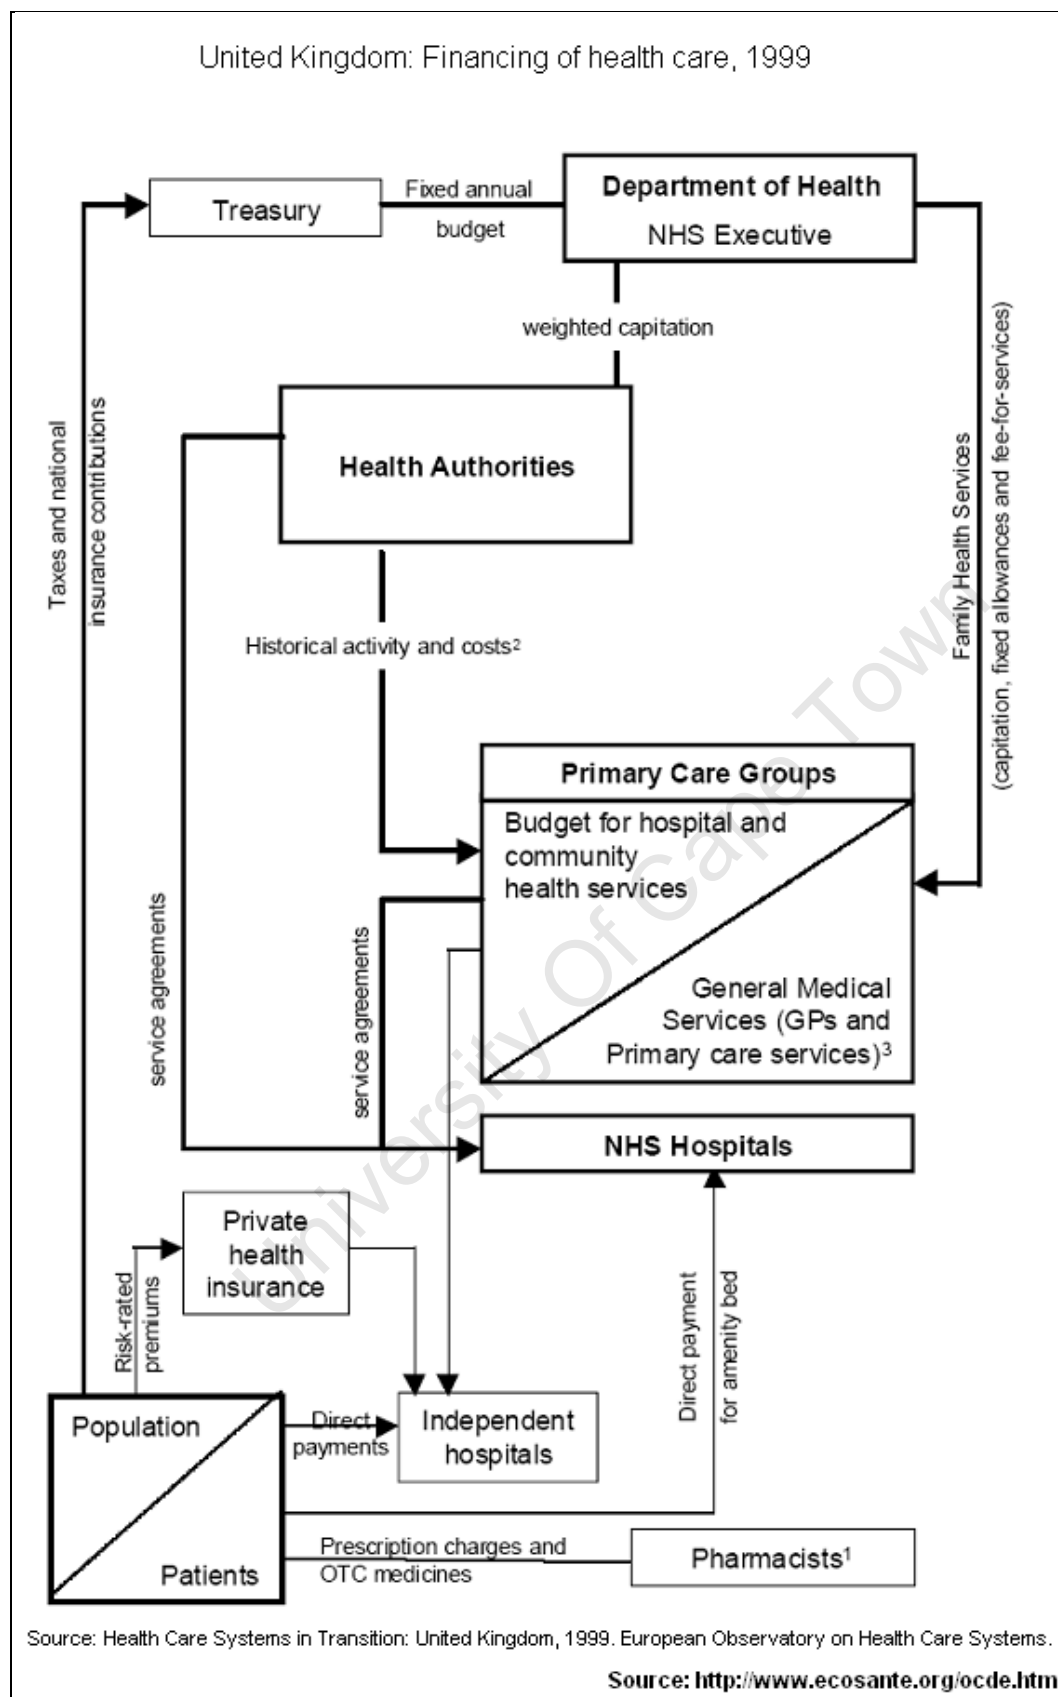 United Kingdom: Financing of health care, 1999
Treasury
Fixed annual
budget
Department of Health
NHS Executive
weighted capitation
Health Authorities
Taxes and national
insurance contributions
Family Health Services
(capitation, fixed allowances and fee-for-services)
Historical activity and costs2
Primary Care Groups
Budget for hospital and
community
health services
General Medical
Services (GPs and
Primary care services)3
service agreements
service agreements
NHS Hospitals
Private
health
insurance
Risk-rated
premiums
Direct payment
for amenity bed
Population
Patients
Direct
payments
Independent
hospitals
Prescription charges and
OTC medicines
Pharmacists1
University Of Cape Town
Source: Health Care Systems in Transition: United Kingdom, 1999. European Observatory on Health Care Systems.
Source: http://www.ecosante.org/ocde.htm